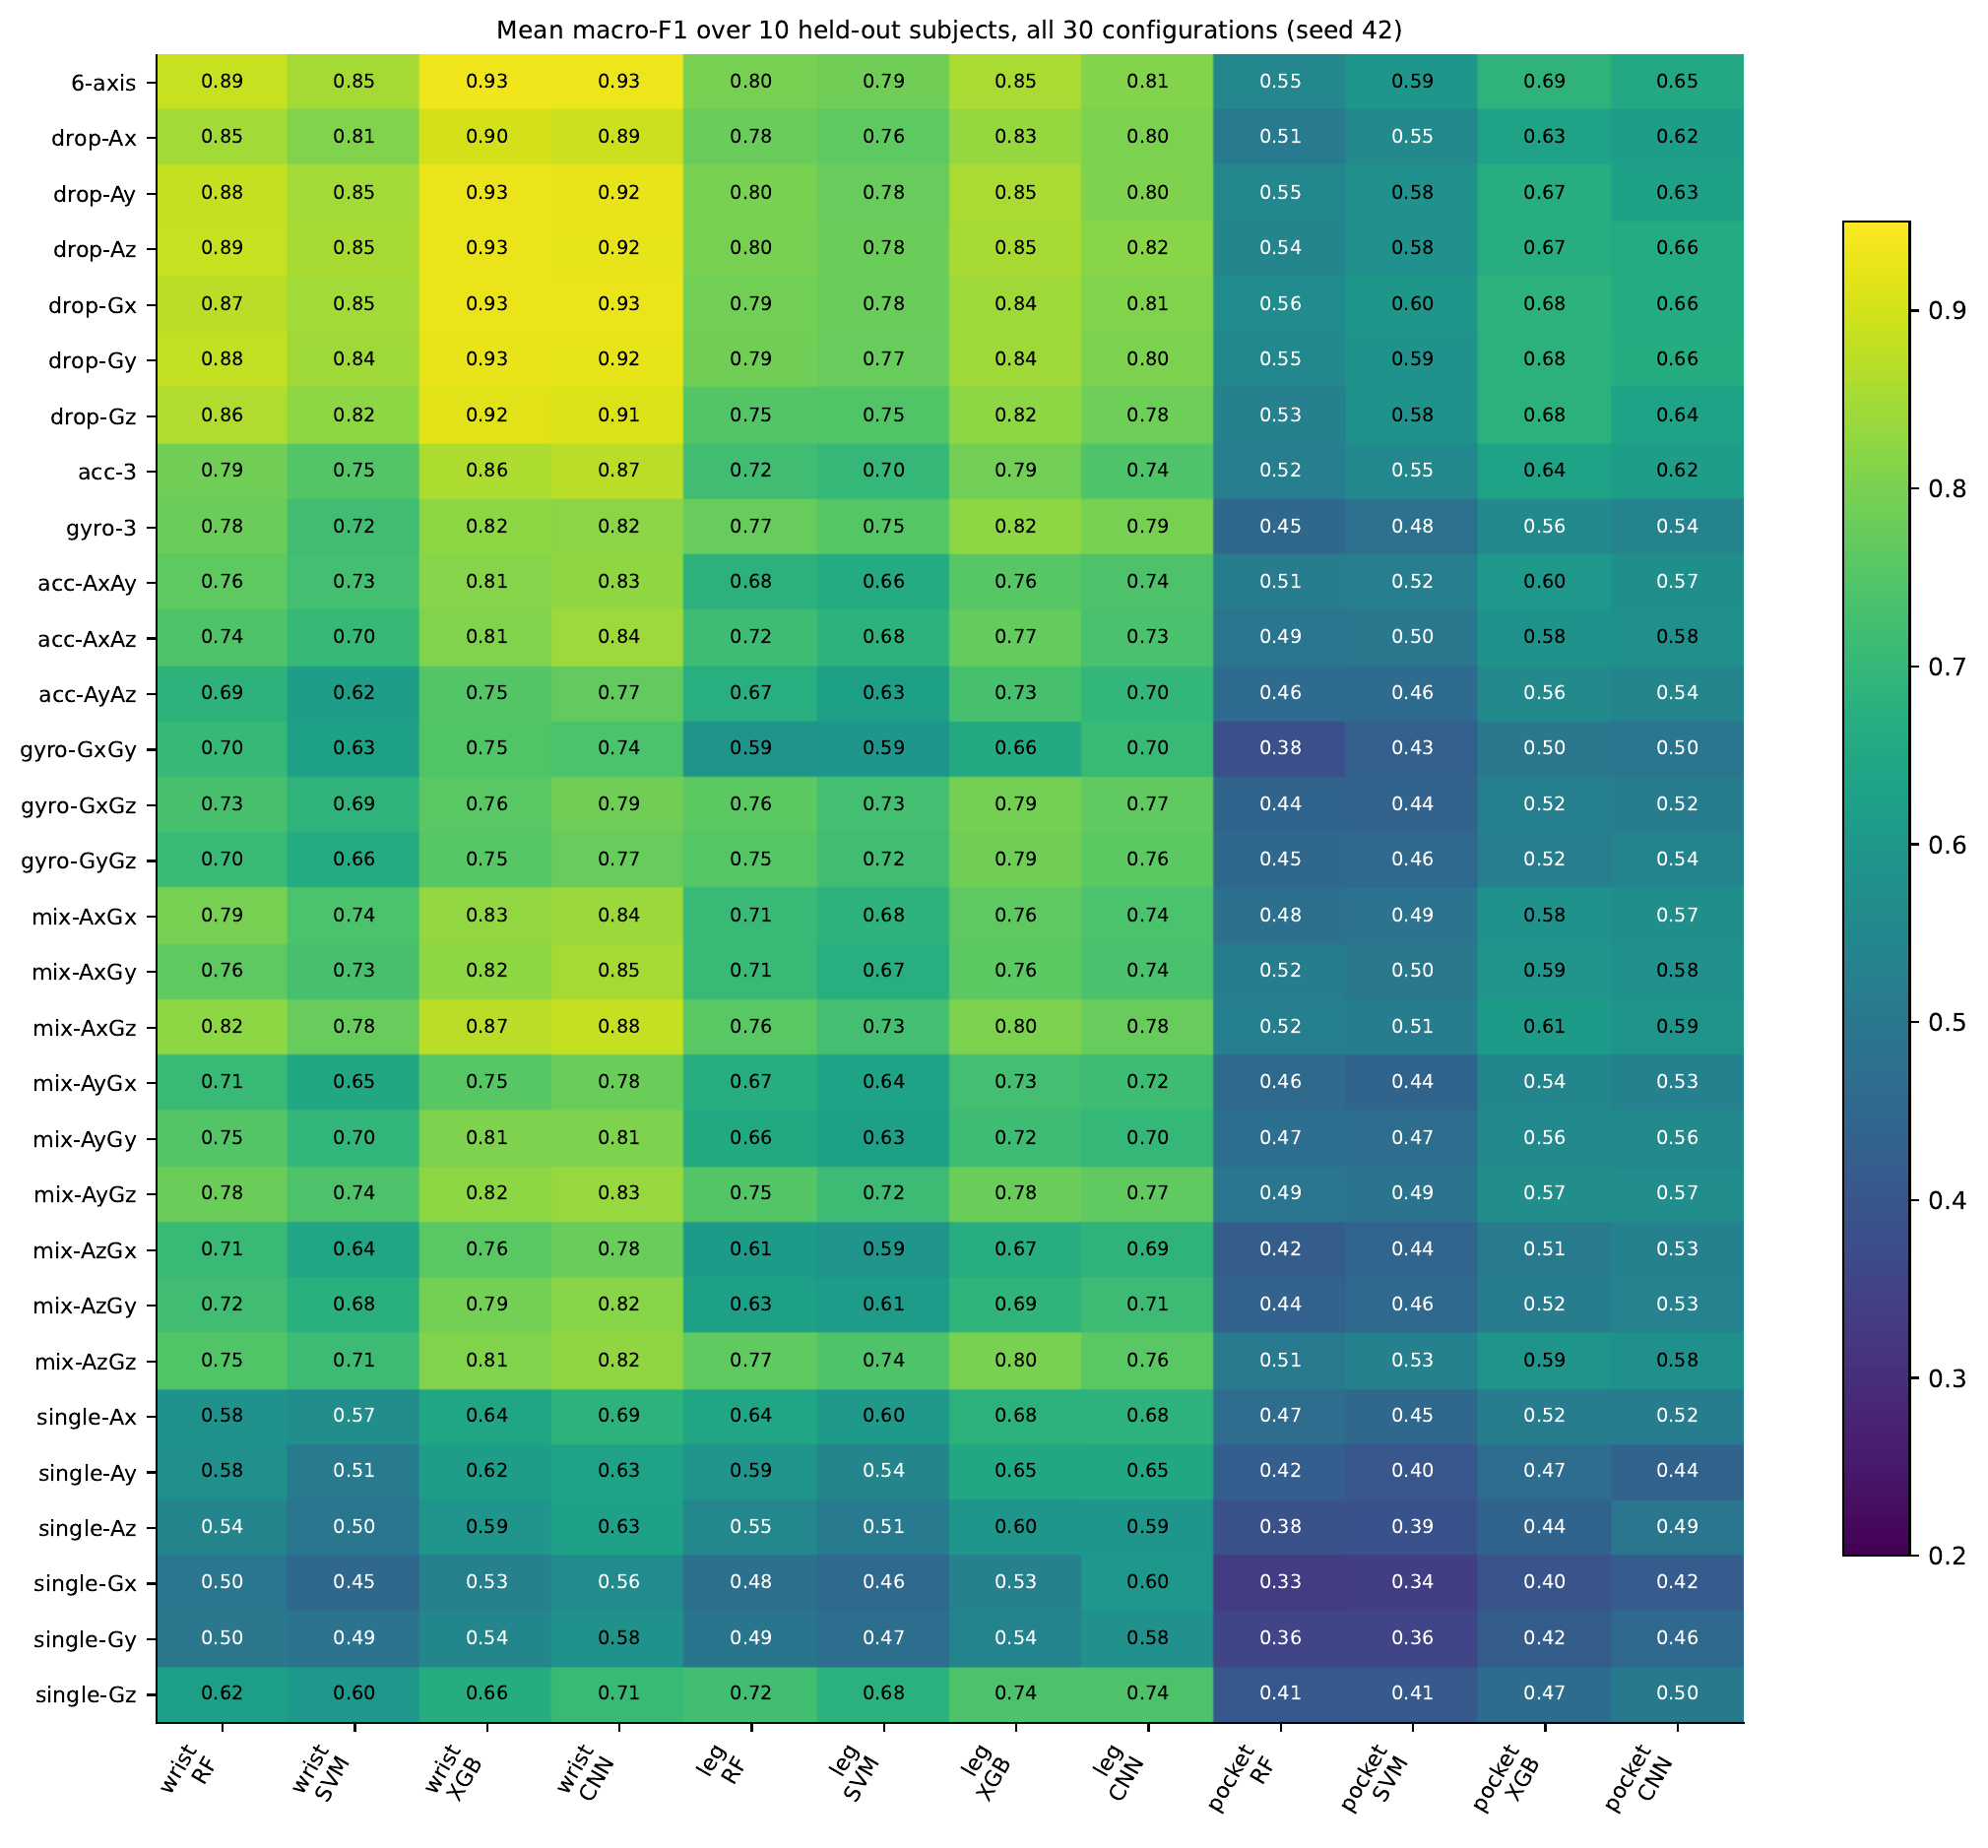 Mean macro-F1 over 10 held-out subjects, all 30 configurations (seed 42)
6-axis 0.89 0.85 0.93 0.93 0.80 0.79 0.85 0.81 0.55 0.59 0.69 0.65
drop-Ax 0.85 0.81 0.90 0.89 0.78 0.76 0.83 0.80 0.51 0.55 0.63 0.62
drop-Ay 0.88 0.85 0.93 0.92 0.80 0.78 0.85 0.80 0.55 0.58 0.67 0.63
drop-Az 0.89 0.85 0.93 0.92 0.80 0.78 0.85 0.82 0.54 0.58 0.67 0.66
drop-Gx 0.87 0.85 0.93 0.93 0.79 0.78 0.84 0.81 0.56 0.60 0.68 0.66
drop-Gy 0.88 0.84 0.93 0.92 0.79 0.77 0.84 0.80 0.55 0.59 0.68 0.66
drop-Gz 0.86 0.82 0.92 0.91 0.75 0.75 0.82 0.78 0.53 0.58 0.68 0.64
acc-3 0.79 0.75 0.86 0.87 0.72 0.70 0.79 0.74 0.52 0.55 0.64 0.62
gyro-3 0.78 0.72 0.82 0.82 0.77 0.75 0.82 0.79 0.45 0.48 0.56 0.54
acc-AxAy 0.76 0.73 0.81 0.83 0.68 0.66 0.76 0.74 0.51 0.52 0.60 0.57
acc-AxAz 0.74 0.70 0.81 0.84 0.72 0.68 0.77 0.73 0.49 0.50 0.58 0.58
acc-AyAz 0.69 0.62 0.75 0.77 0.67 0.63 0.73 0.70 0.46 0.46 0.56 0.54
gyro-GxGy 0.70 0.63 0.75 0.74 0.59 0.59 0.66 0.70 0.38 0.43 0.50 0.50
gyro-GxGz 0.73 0.69 0.76 0.79 0.76 0.73 0.79 0.77 0.44 0.44 0.52 0.52
gyro-GyGz 0.70 0.66 0.75 0.77 0.75 0.72 0.79 0.76 0.45 0.46 0.52 0.54
mix-AxGx 0.79 0.74 0.83 0.84 0.71 0.68 0.76 0.74 0.48 0.49 0.58 0.57
mix-AxGy 0.76 0.73 0.82 0.85 0.71 0.67 0.76 0.74 0.52 0.50 0.59 0.58
mix-AxGz 0.82 0.78 0.87 0.88 0.76 0.73 0.80 0.78 0.52 0.51 0.61 0.59
mix-AyGx 0.71 0.65 0.75 0.78 0.67 0.64 0.73 0.72 0.46 0.44 0.54 0.53
mix-AyGy 0.75 0.70 0.81 0.81 0.66 0.63 0.72 0.70 0.47 0.47 0.56 0.56
mix-AyGz 0.78 0.74 0.82 0.83 0.75 0.72 0.78 0.77 0.49 0.49 0.57 0.57
mix-AzGx 0.71 0.64 0.76 0.78 0.61 0.59 0.67 0.69 0.42 0.44 0.51 0.53
mix-AzGy 0.72 0.68 0.79 0.82 0.63 0.61 0.69 0.71 0.44 0.46 0.52 0.53
mix-AzGz 0.75 0.71 0.81 0.82 0.77 0.74 0.80 0.76 0.51 0.53 0.59 0.58
single-Ax 0.58 0.57 0.64 0.69 0.64 0.60 0.68 0.68 0.47 0.45 0.52 0.52
single-Ay 0.58 0.51 0.62 0.63 0.59 0.54 0.65 0.65 0.42 0.40 0.47 0.44
single-Az 0.54 0.50 0.59 0.63 0.55 0.51 0.60 0.59 0.38 0.39 0.44 0.49
single-Gx 0.50 0.45 0.53 0.56 0.48 0.46 0.53 0.60 0.33 0.34 0.40 0.42
single-Gy 0.50 0.49 0.54 0.58 0.49 0.47 0.54 0.58 0.36 0.36 0.42 0.46
single-Gz 0.62 0.60 0.66 0.71 0.72 0.68 0.74 0.74 0.41 0.41 0.47 0.50
wrist
RF
wrist
SVM
wrist
XGB
wrist
CNN
leg
RF
leg
SVM
leg
XGB
leg
CNN
pocket
RF
pocket
SVM
pocket
XGB
pocket
CNN
0.9
0.8
0.7
0.6
0.5
0.4
0.3
0.2